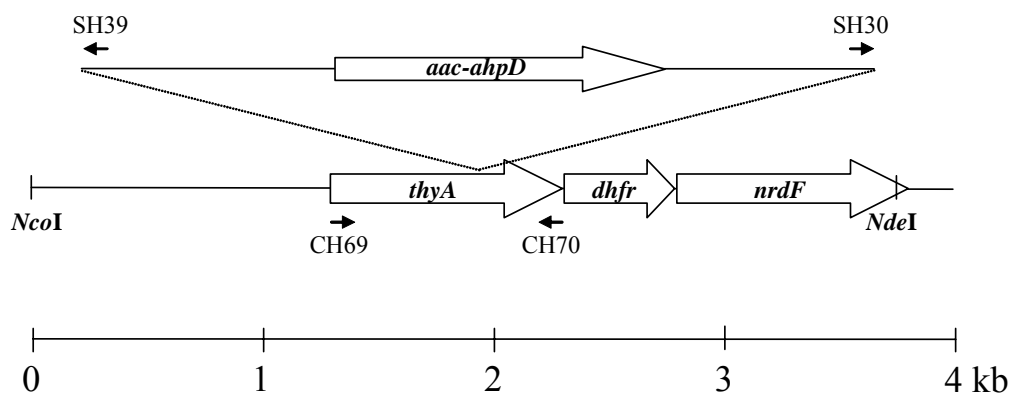 SH39 SH30
aac-ahpD
thyA dhfr nrdF
NcoI NdeI
CH69 CH70
0 1 2 3 4 kb